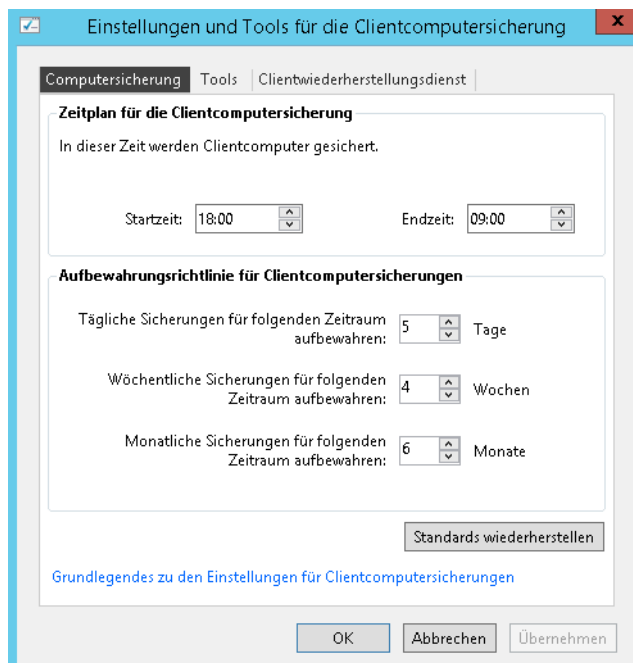 Einstellungen und Tools für die Clientcomputersicherung
x
Computersicherung Tools Clientwiederherstellungsdienst
Zeitplan für die Clientcomputersicherung
In dieser Zeit werden Clientcomputer gesichert.
Startzeit: 18:00 Endzeit: 09:00
Aufbewahrungsrichtlinie für Clientcomputersicherungen
Tägliche Sicherungen für folgenden Zeitraum
aufbewahren: 5 Tage
Wöchentliche Sicherungen für folgenden
Zeitraum aufbewahren: 4 Wochen
Monatliche Sicherungen für folgenden
Zeitraum aufbewahren: 6 Monate
Standards wiederherstellen
Grundlegendes zu den Einstellungen für Clientcomputersicherungen
OK Abbrechen Übernehmen